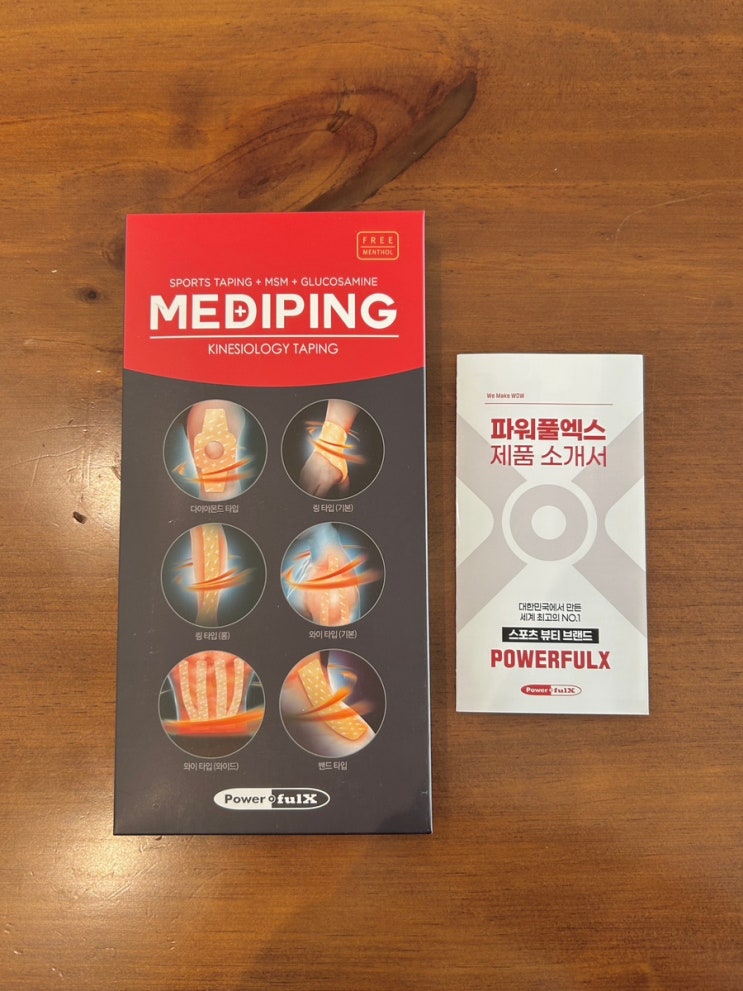 FREE
MENTHOL
SPORTS TAPING + MSM + GLUCOSAMINE
MEDIPING
KINESIOLOGY TAPING
다이아몬드 타입
링 타입 (기본)
링 타입 (롱)
와이 타입 (기본)
와이 타입 (와이드)
밴드 타입
Power fulX
We Make WOW
파워풀엑스
제품 소개서
대한민국에서 만든
세계 최고의 NO.1
스포츠 뷰티 브랜드
POWERFULX
Power fulX